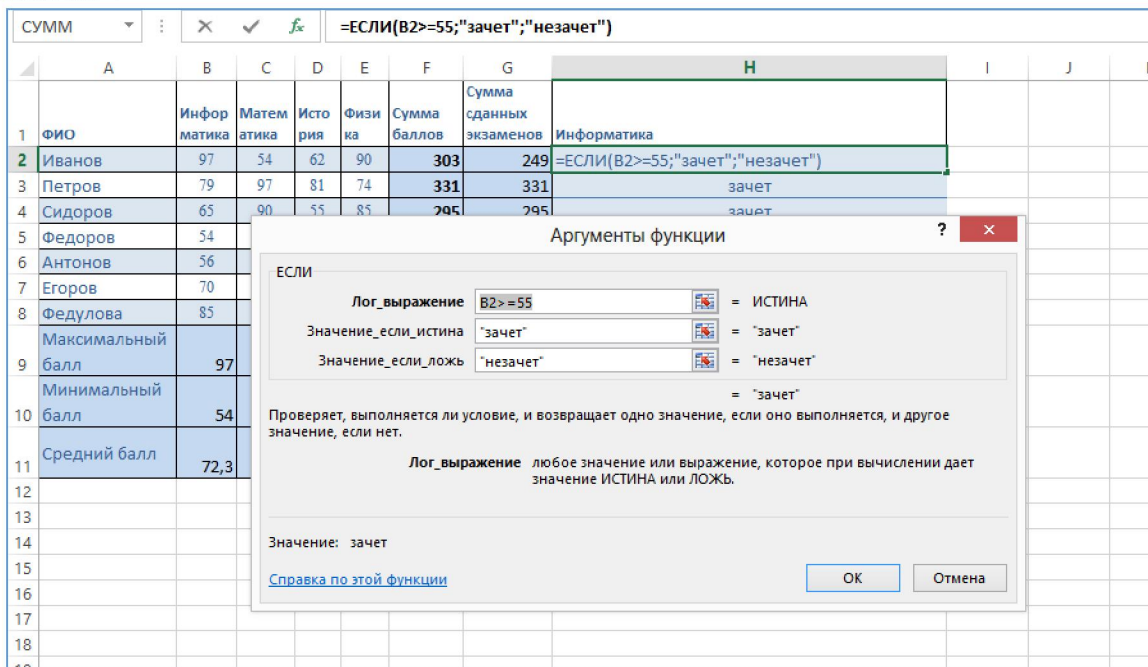 СУММ fx =ЕСЛИ(B2>=55;"зачет";"незачет")
A B C D E F G H I J
Инфор Матем Исто Физи Сумма Сумма сданных
1 ФИО матика атика рия ка баллов экзаменов Информатика
2 Иванов 97 54 62 90 303 249 =ЕСЛИ(B2>=55;"зачет";"незачет")
3 Петров 79 97 81 74 331 331 зачет
4 Сидоров 65 90 55 85 295 295 зачет
5 Федоров 54
6 Антонов 56
7 Егоров 70
8 Федулова 85
Максимальный
9 балл 97
Минимальный
10 балл 54
11 Средний балл 72,3
12
13
14
15
16
17
18
Аргументы функции ? ×
ЕСЛИ
Лог_выражение B2>=55 = ИСТИНА
Значение_если_истина "зачет" = "зачет"
Значение_если_ложь "незачет" = "незачет"
= "зачет"
Проверяет, выполняется ли условие, и возвращает одно значение, если оно выполняется, и другое
значение, если нет.
Лог_выражение любое значение или выражение, которое при вычислении дает
значение ИСТИНА или ЛОЖЬ.
Значение: зачет
Справка по этой функции ОК Отмена